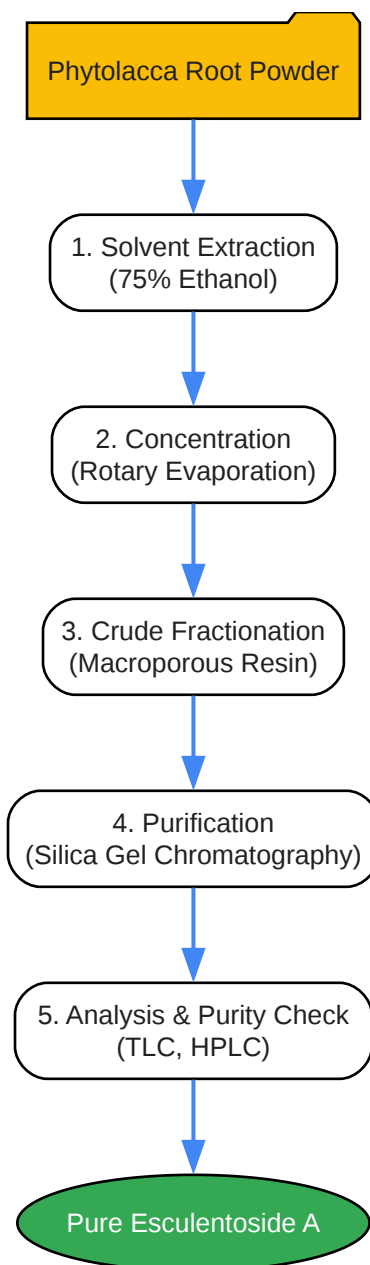 Phytolacca Root Powder
1. Solvent Extraction
(75% Ethanol)
2. Concentration
(Rotary Evaporation)
3. Crude Fractionation
(Macroporous Resin)
4. Purification
(Silica Gel Chromatography)
5. Analysis & Purity Check
(TLC, HPLC)
Pure Esculentoside A